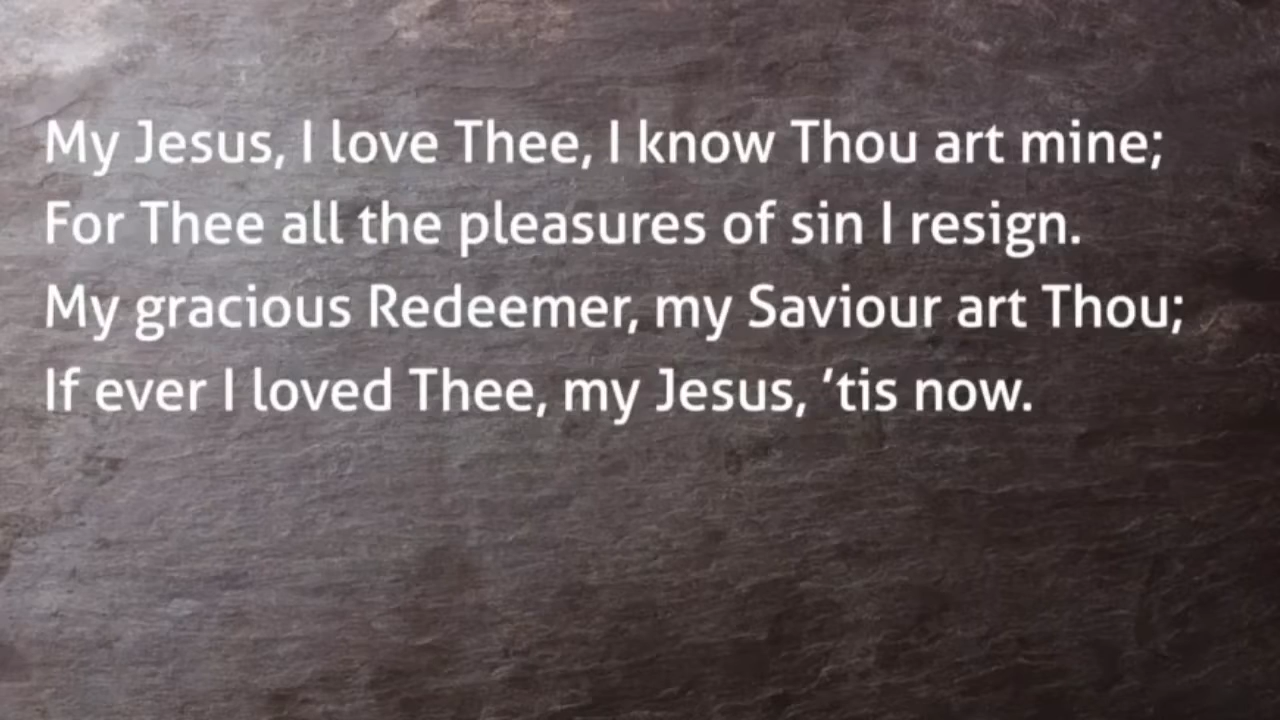 My Jesus, I love Thee, I know Thou art mine;
For Thee all the pleasures of sin I resign.
My gracious Redeemer, my Saviour art Thou;
If ever I loved Thee, my Jesus, ’tis now.